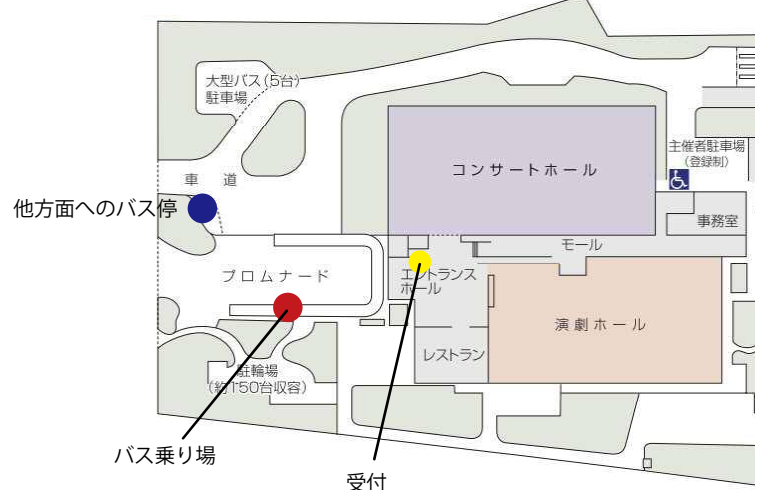 大型バス(5台)
駐車場
コンサートホール
主催者駐車場
(登録制)
車道
他方面へのバス停
事務室
モール
プロムナード
エントランス
ホール
演劇ホール
レストラン
駐輪場
(約150台収容)
バス乗り場
受付